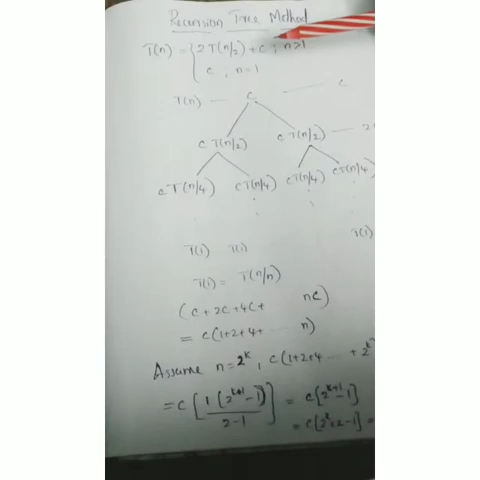 Recursion Tree Method
T(n) = { 2T(n/2) + c ; n>1
c ; n=1
T(n) — c — c
c T(n/2) c T(n/2) — 2
c T(n/4) c T(n/4) c T(n/4) c T(n/4)
T(1) T(1) T(1)
T(1) = T(n/n)
(c + 2c + 4c + nc)
= c(1+2+4+ ... n)
Assume n=2^k, c(1+2+4 ... + 2^k
= c [ 1 (2^{k+1} - 1) / 2-1 ] = c[2^{k+1} - 1]
= c[2^k.2 - 1] =